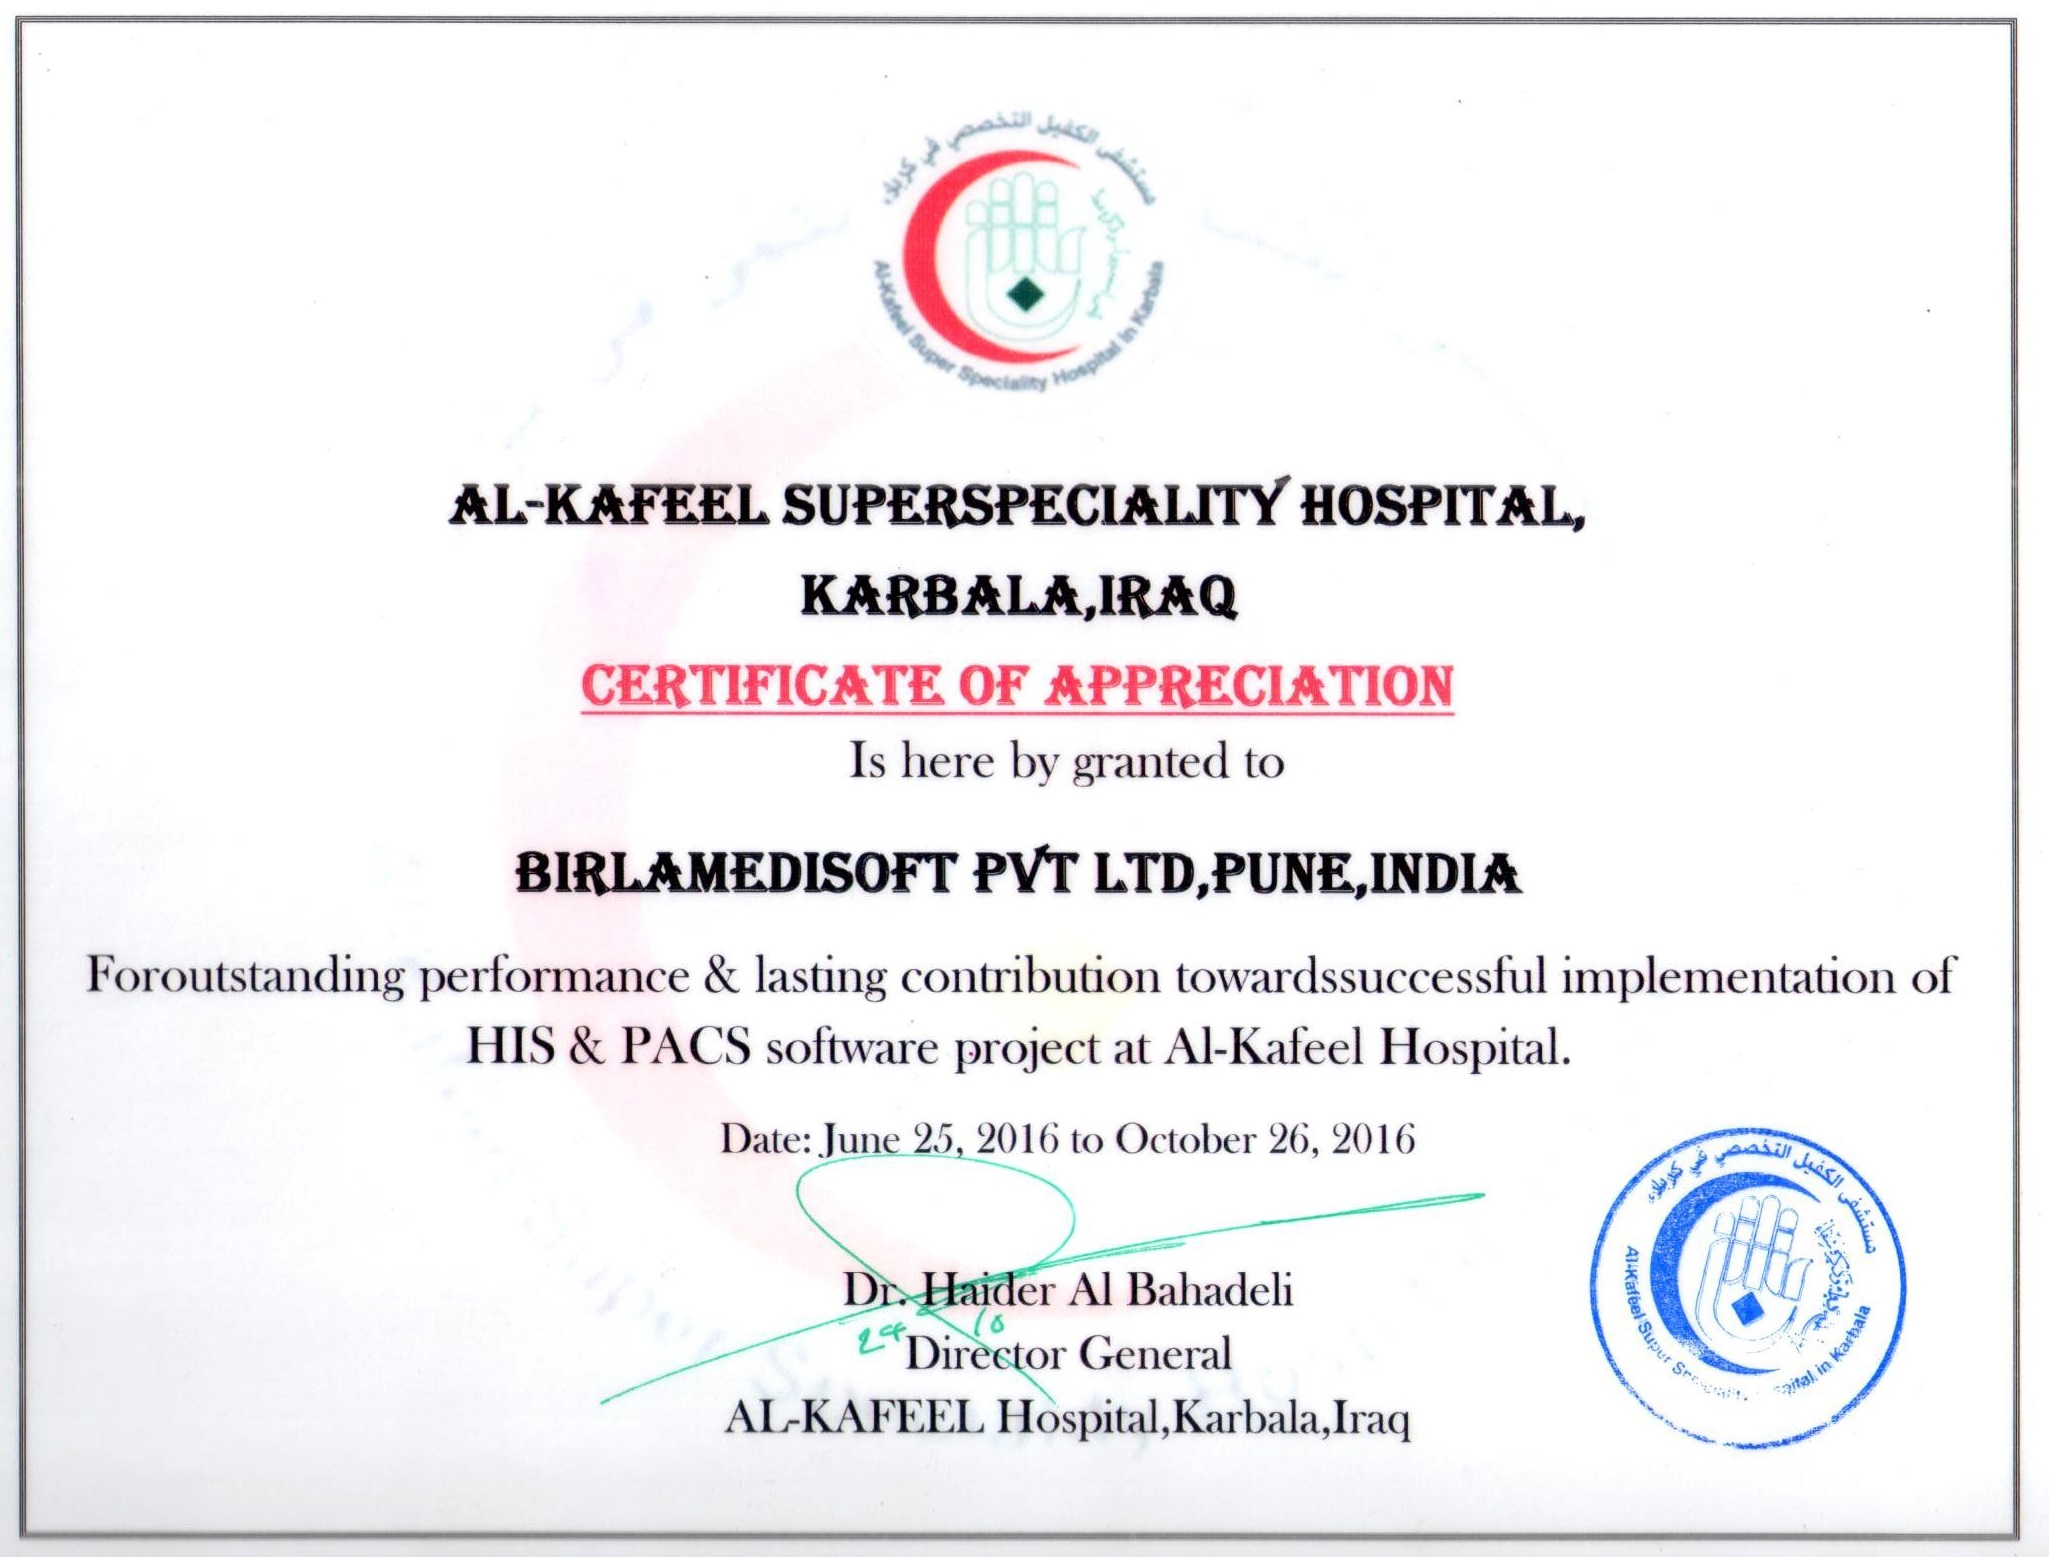 مستشفى الكفيل التخصصي في كربلاء
Al-Kafeel Super Speciality Hospital in Karbala
AL-KAFEEL SUPERSPECIALITY HOSPITAL,
KARBALA,IRAQ
CERTIFICATE OF APPRECIATION
Is here by granted to
BIRLAMEDISOFT PVT LTD,PUNE,INDIA
Foroutstanding performance & lasting contribution towardssuccessful implementation of
HIS & PACS software project at Al-Kafeel Hospital.
Date: June 25, 2016 to October 26, 2016
Dr. Haider Al Bahadeli
24 10
Director General
AL-KAFEEL Hospital,Karbala,Iraq
مستشفى الكفيل التخصصي في كربلاء
Al-Kafeel Super in Karbala